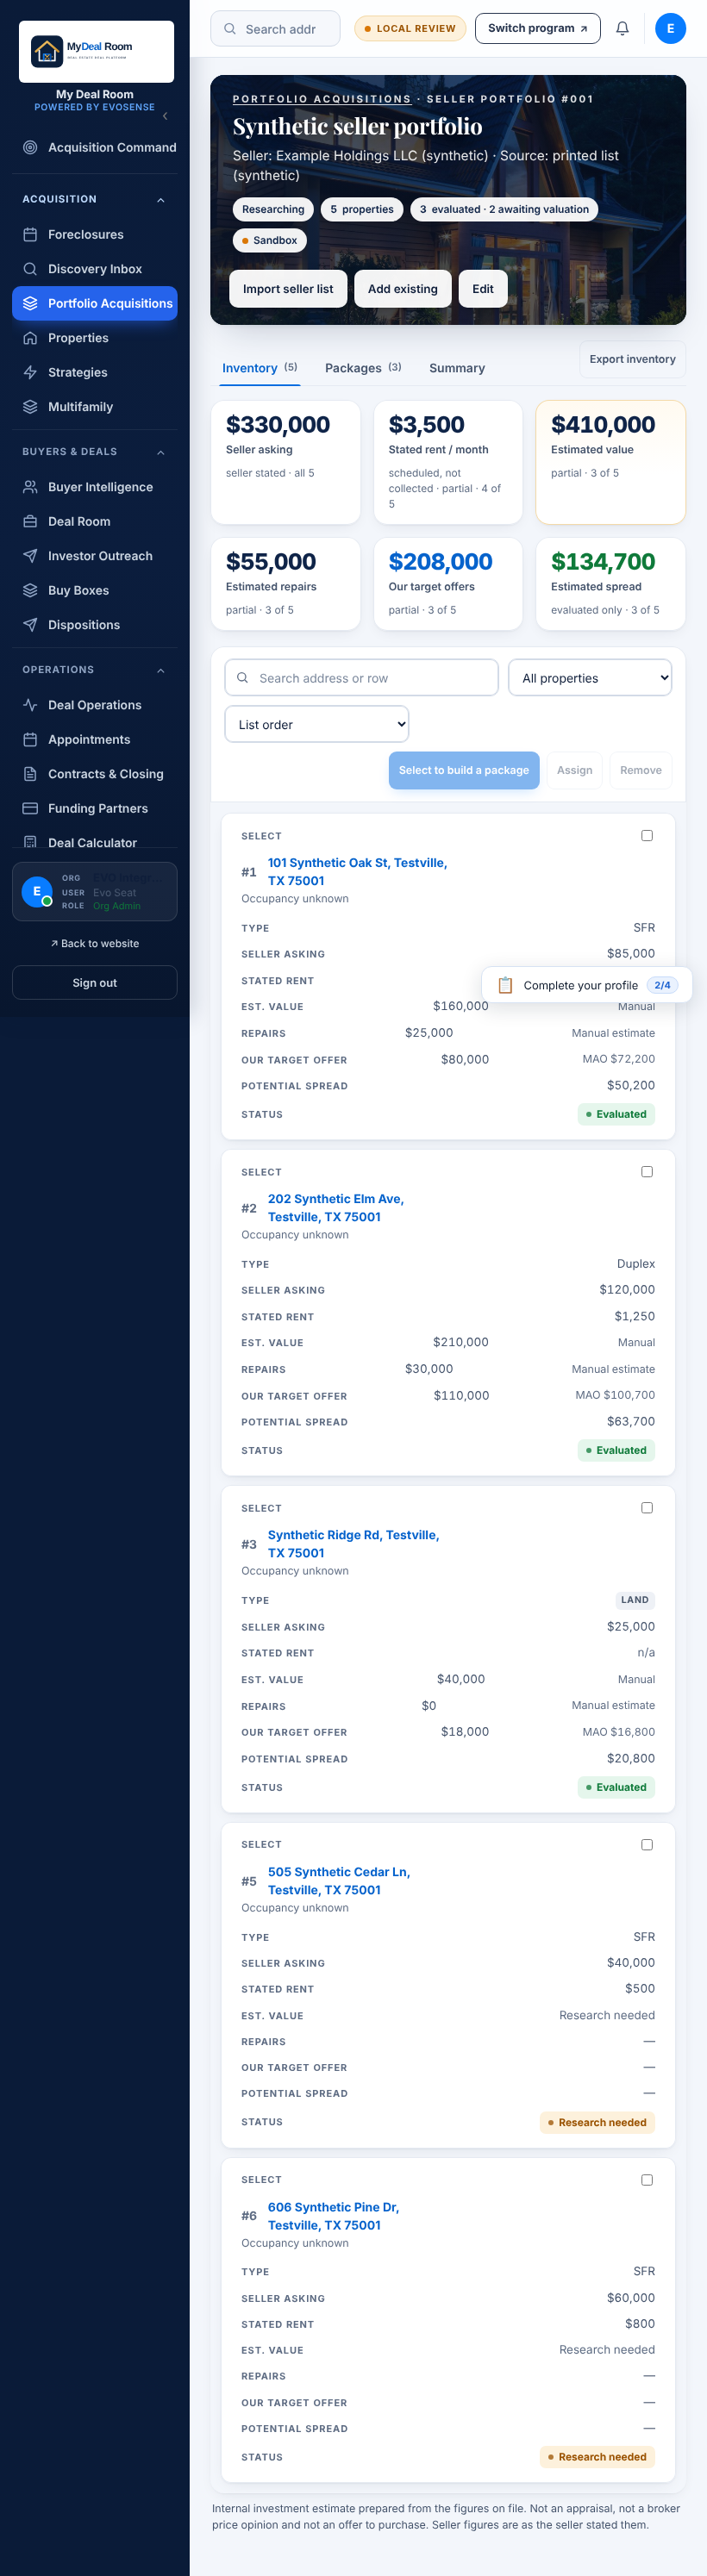 MyDeal Room
REAL ESTATE DEAL PLATFORM
My Deal Room
POWERED BY EVOSENSE
Acquisition Command
ACQUISITION
Foreclosures
Discovery Inbox
Portfolio Acquisitions
Properties
Strategies
Multifamily
BUYERS & DEALS
Buyer Intelligence
Deal Room
Investor Outreach
Buy Boxes
Dispositions
OPERATIONS
Deal Operations
Appointments
Contracts & Closing
Funding Partners
Deal Calculator
E
ORG EVO Integr...
USER Evo Seat
ROLE Org Admin
↗ Back to website
Sign out
Search addr
LOCAL REVIEW
Switch program ↗
E
PORTFOLIO ACQUISITIONS · SELLER PORTFOLIO #001
Synthetic seller portfolio
Seller: Example Holdings LLC (synthetic) · Source: printed list
(synthetic)
Researching
5 properties
3 evaluated · 2 awaiting valuation
Sandbox
Import seller list
Add existing
Edit
Inventory (5)
Packages (3)
Summary
Export inventory
$330,000
Seller asking
seller stated · all 5
$3,500
Stated rent / month
scheduled, not
collected · partial · 4 of
5
$410,000
Estimated value
partial · 3 of 5
$55,000
Estimated repairs
partial · 3 of 5
$208,000
Our target offers
partial · 3 of 5
$134,700
Estimated spread
evaluated only · 3 of 5
Search address or row
All properties
List order
Select to build a package
Assign
Remove
SELECT
#1 101 Synthetic Oak St, Testville,
TX 75001
Occupancy unknown
TYPE SFR
SELLER ASKING $85,000
STATED RENT
Complete your profile 2/4
EST. VALUE $160,000 Manual
REPAIRS $25,000 Manual estimate
OUR TARGET OFFER $80,000 MAO $72,200
POTENTIAL SPREAD $50,200
STATUS Evaluated
SELECT
#2 202 Synthetic Elm Ave,
Testville, TX 75001
Occupancy unknown
TYPE Duplex
SELLER ASKING $120,000
STATED RENT $1,250
EST. VALUE $210,000 Manual
REPAIRS $30,000 Manual estimate
OUR TARGET OFFER $110,000 MAO $100,700
POTENTIAL SPREAD $63,700
STATUS Evaluated
SELECT
#3 Synthetic Ridge Rd, Testville,
TX 75001
Occupancy unknown
TYPE LAND
SELLER ASKING $25,000
STATED RENT n/a
EST. VALUE $40,000 Manual
REPAIRS $0 Manual estimate
OUR TARGET OFFER $18,000 MAO $16,800
POTENTIAL SPREAD $20,800
STATUS Evaluated
SELECT
#5 505 Synthetic Cedar Ln,
Testville, TX 75001
Occupancy unknown
TYPE SFR
SELLER ASKING $40,000
STATED RENT $500
EST. VALUE Research needed
REPAIRS —
OUR TARGET OFFER —
POTENTIAL SPREAD —
STATUS Research needed
SELECT
#6 606 Synthetic Pine Dr,
Testville, TX 75001
Occupancy unknown
TYPE SFR
SELLER ASKING $60,000
STATED RENT $800
EST. VALUE Research needed
REPAIRS —
OUR TARGET OFFER —
POTENTIAL SPREAD —
STATUS Research needed
Internal investment estimate prepared from the figures on file. Not an appraisal, not a broker
price opinion and not an offer to purchase. Seller figures are as the seller stated them.